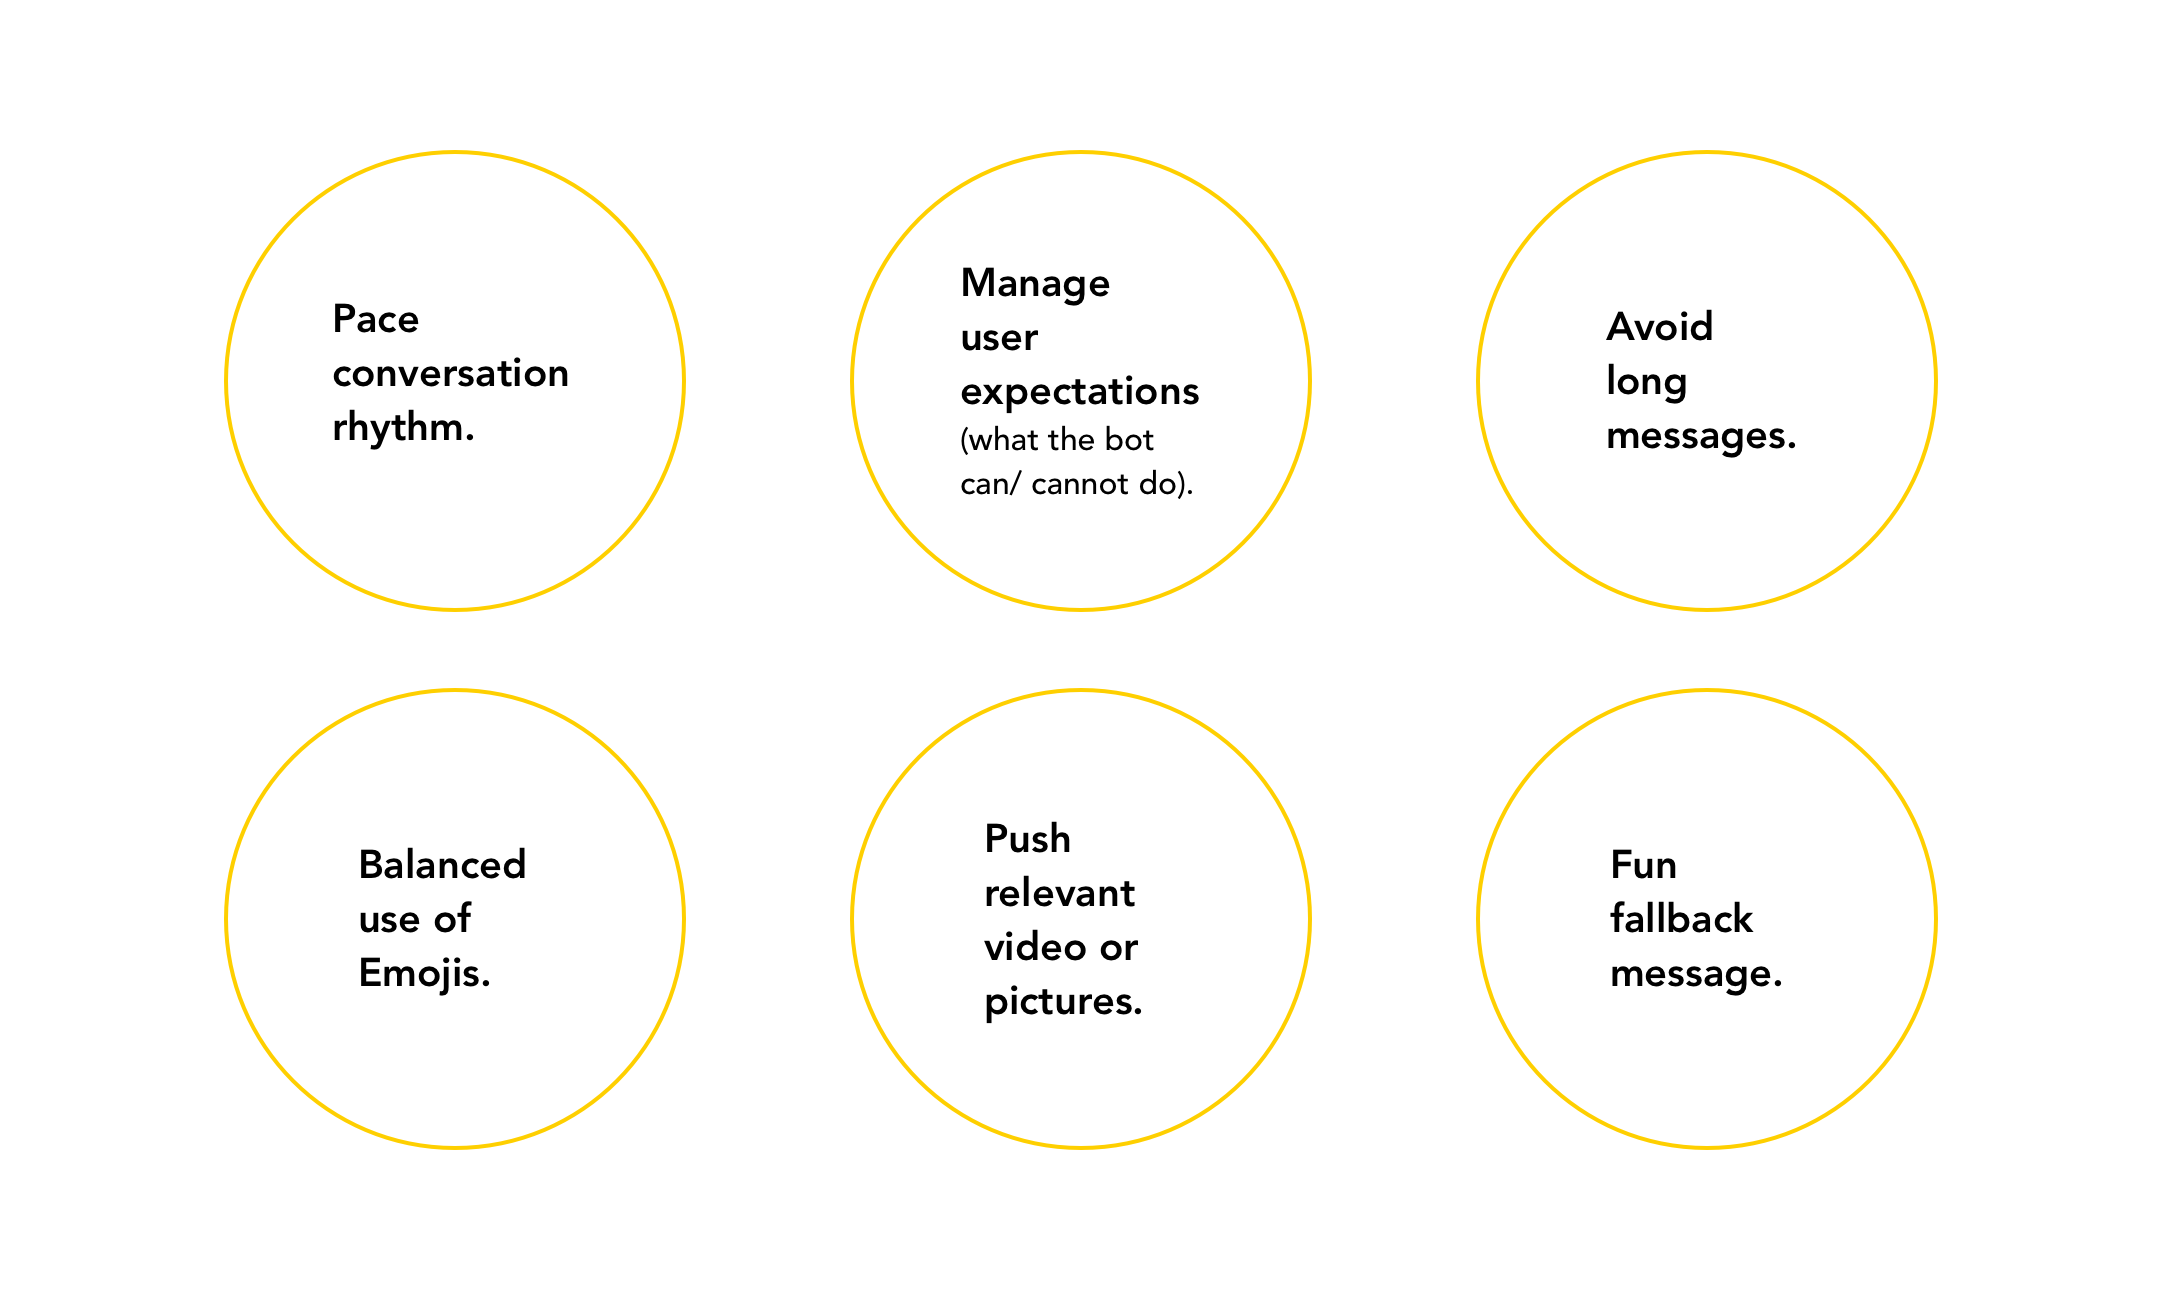 Pace
conversation
rhythm.
Manage
user
expectations
(what the bot
can/ cannot do).
Avoid
long
messages.
Balanced
use of
Emojis.
Push
relevant
video or
pictures.
Fun
fallback
message.